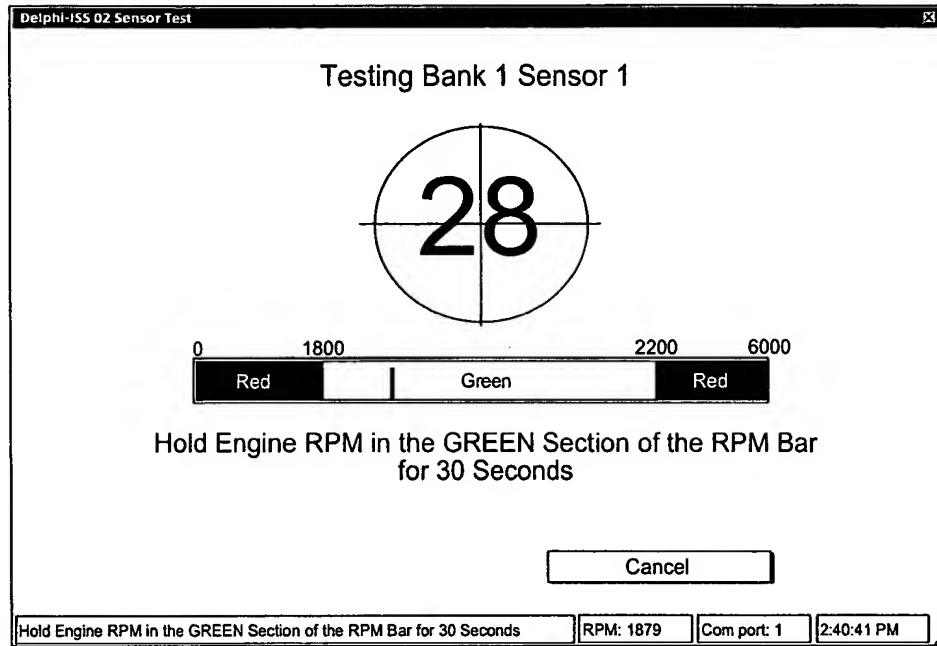 Delphi-ISS 02 Sensor Test
Testing Bank 1 Sensor 1
28
0 1800 2200 6000
Red Green Red
Hold Engine RPM in the GREEN Section of the RPM Bar
for 30 Seconds
Cancel
Hold Engine RPM in the GREEN Section of the RPM Bar for 30 Seconds RPM: 1879 Com port: 1 2:40:41 PM